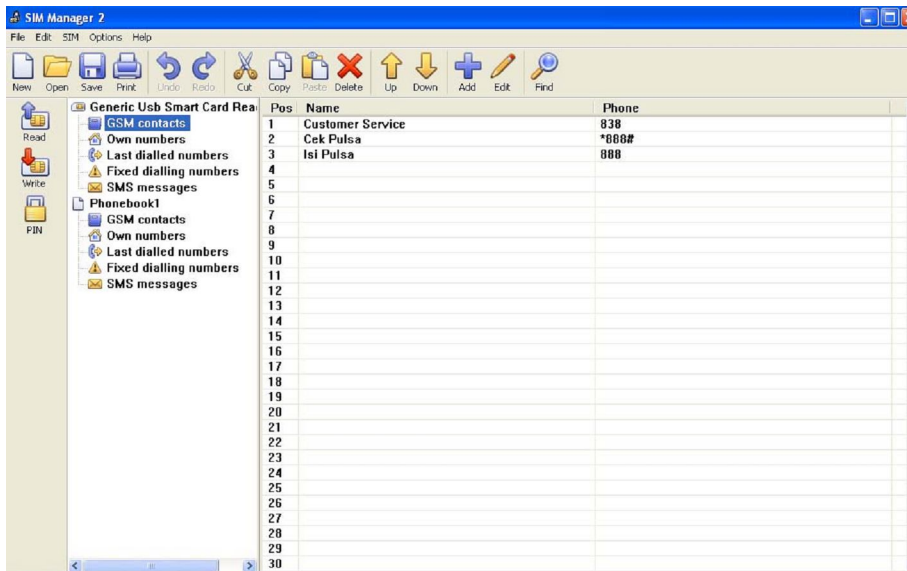 SIM Manager 2
File Edit SIM Options Help
New Open Save Print Undo Redo Cut Copy Paste Delete Up Down Add Edit Find
Read
Write
PIN
Generic Usb Smart Card Rea
GSM contacts
Own numbers
Last dialled numbers
Fixed dialling numbers
SMS messages
Phonebook1
GSM contacts
Own numbers
Last dialled numbers
Fixed dialling numbers
SMS messages
Pos Name Phone
1 Customer Service 838
2 Cek Pulsa *888#
3 Isi Pulsa 888
4
5
6
7
8
9
10
11
12
13
14
15
16
17
18
19
20
21
22
23
24
25
26
27
28
29
30